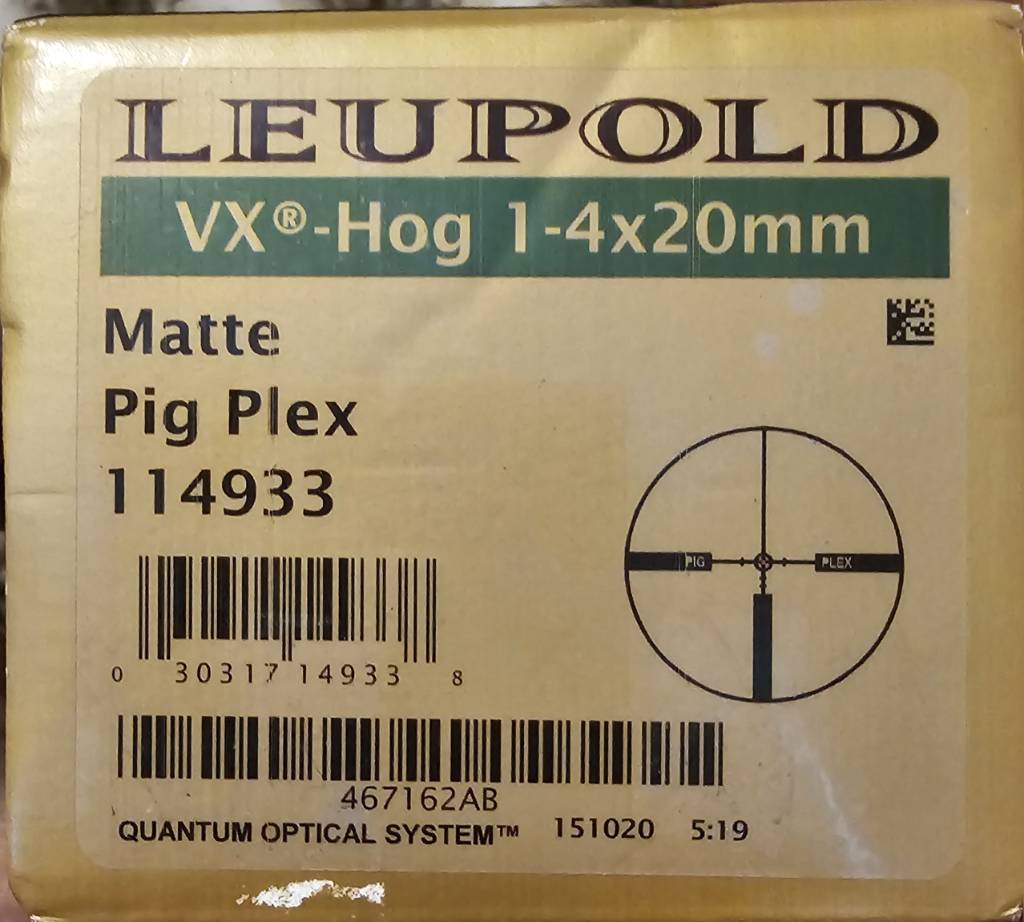 LEUPOLD
VX®-Hog 1-4x20mm
Matte
Pig Plex
114933
PIG PLEX
0 30317 14933 8
467162AB
QUANTUM OPTICAL SYSTEM™ 151020 5:19